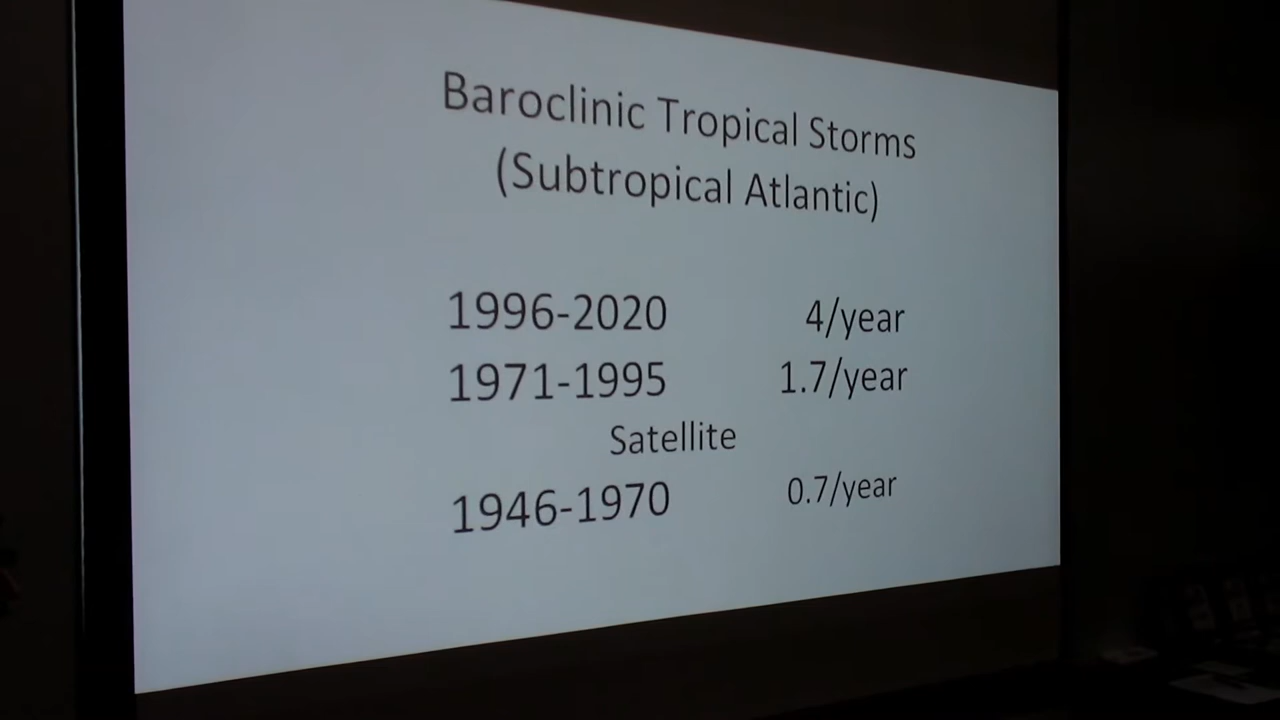 Baroclinic Tropical Storms
(Subtropical Atlantic)
1996-2020 4/year
1971-1995 1.7/year
Satellite
1946-1970 0.7/year